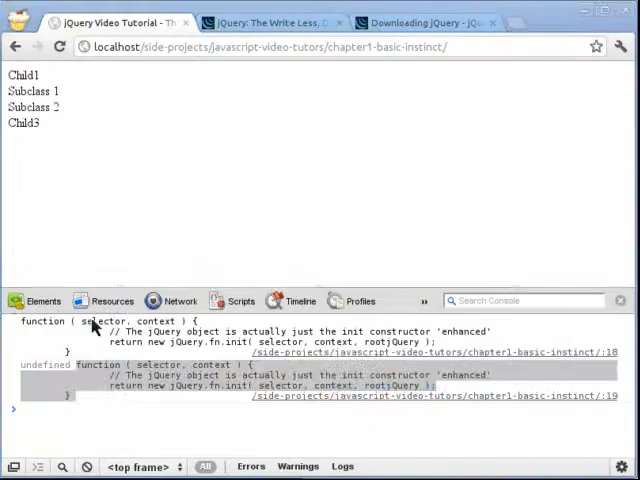 jQuery Video Tutorial - Th
jQuery: The Write Less, D
Downloading jQuery - jQu
localhost/side-projects/javascript-video-tutors/chapter1-basic-instinct/
Child1
Subclass 1
Subclass 2
Child3
Elements Resources Network Scripts Timeline Profiles » Search Console
function ( selector, context ) {
// The jQuery object is actually just the init constructor 'enhanced'
return new jQuery.fn.init( selector, context, rootjQuery );
} /side-projects/javascript-video-tutors/chapter1-basic-instinct/:18
undefined function ( selector, context ) {
// The jQuery object is actually just the init constructor 'enhanced'
return new jQuery.fn.init( selector, context, rootjQuery );
} /side-projects/javascript-video-tutors/chapter1-basic-instinct/:19
<top frame> All Errors Warnings Logs